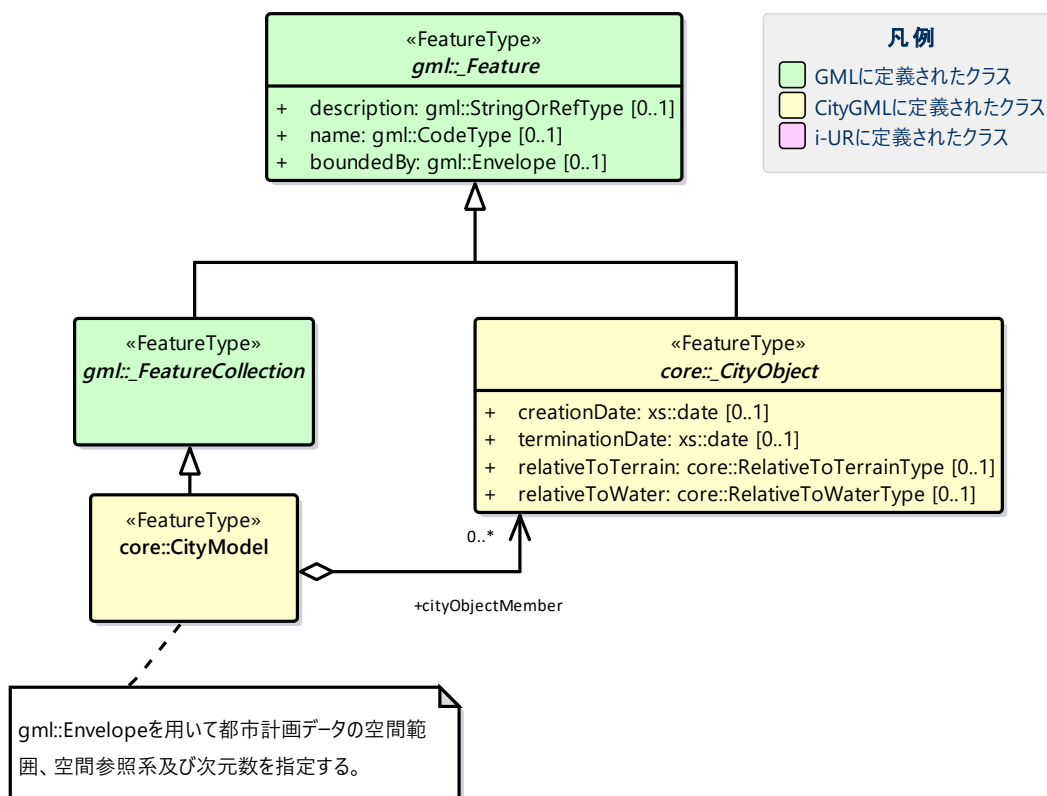 «FeatureType»
gml::_Feature
+ description: gml::StringOrRefType [0..1]
+ name: gml::CodeType [0..1]
+ boundedBy: gml::Envelope [0..1]
凡例
GMLに定義されたクラス
CityGMLに定義されたクラス
i-URに定義されたクラス
«FeatureType»
gml::_FeatureCollection
«FeatureType»
core::_CityObject
+ creationDate: xs::date [0..1]
+ terminationDate: xs::date [0..1]
+ relativeToTerrain: core::RelativeToTerrainType [0..1]
+ relativeToWater: core::RelativeToWaterType [0..1]
«FeatureType»
core::CityModel
0..*
+cityObjectMember
gml::Envelopeを用いて都市計画データの空間範
囲、空間参照系及び次元数を指定する。